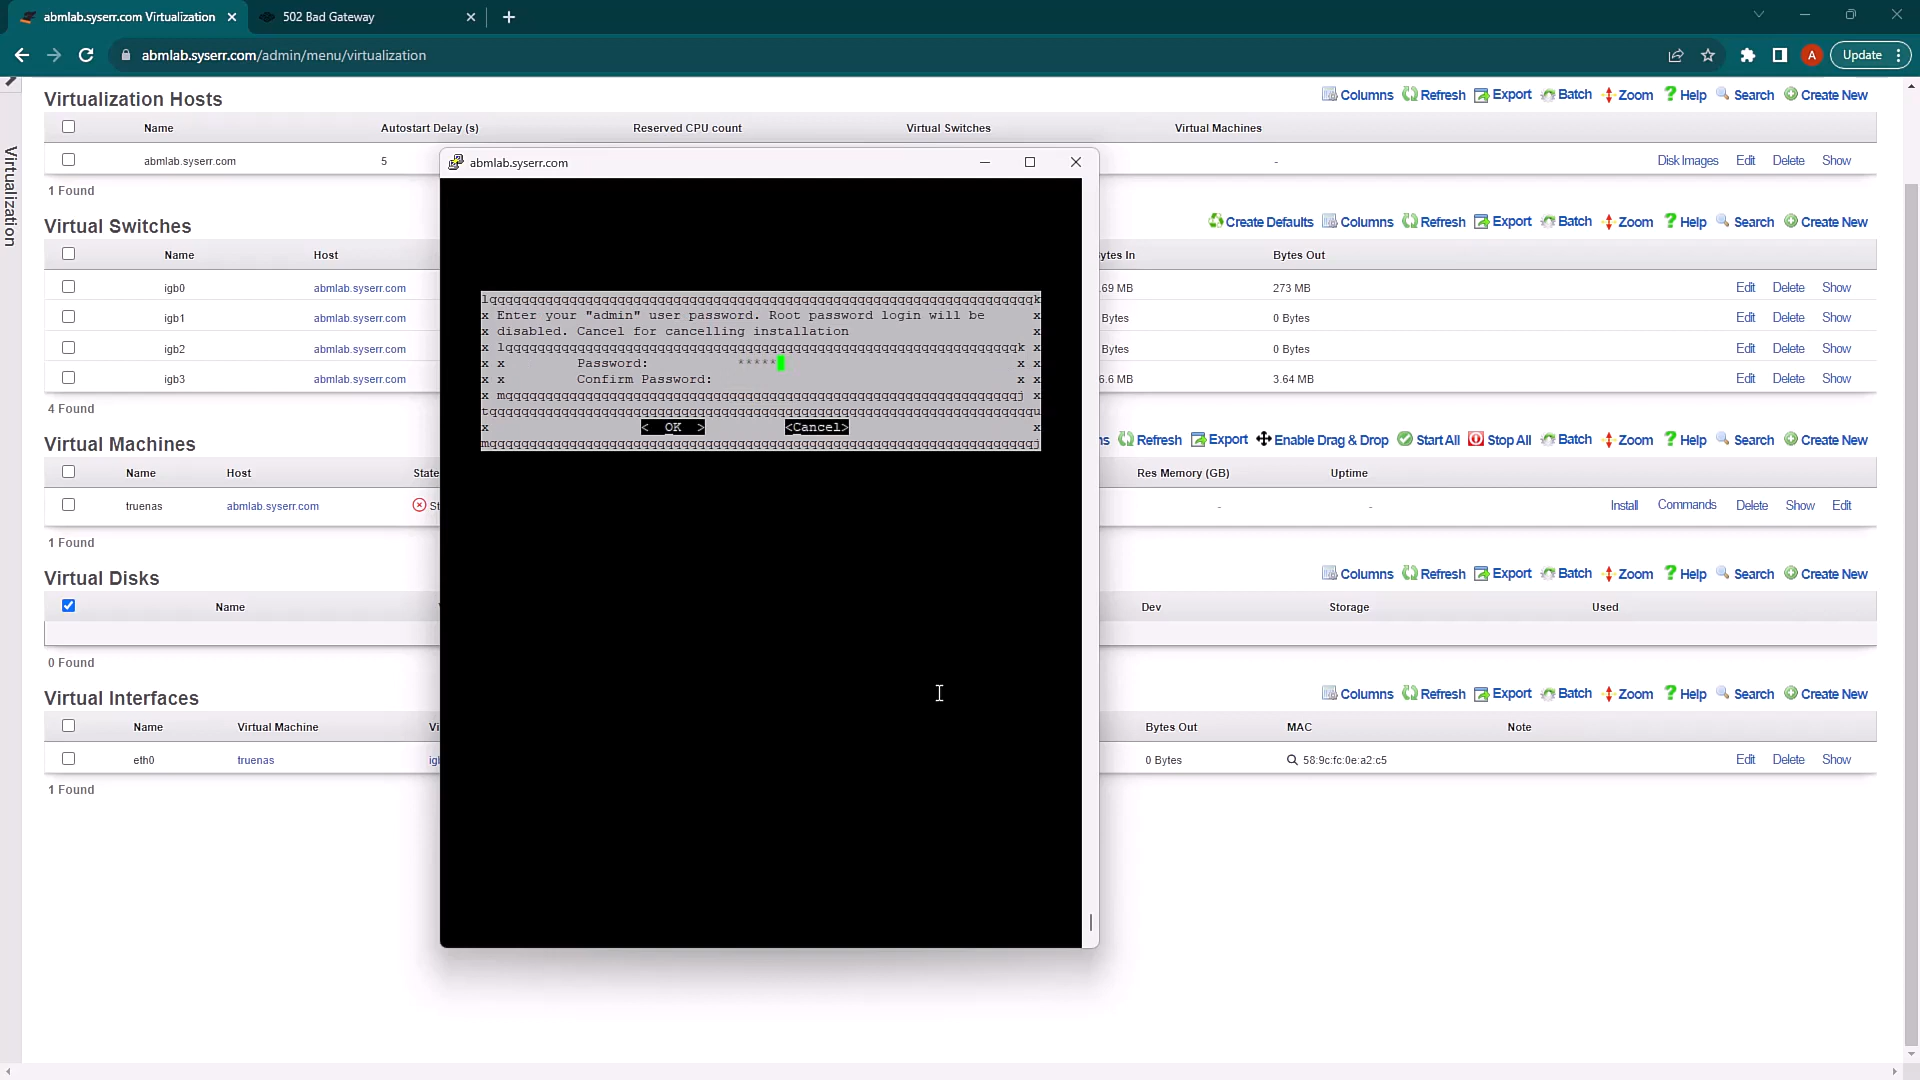 abmlab.syserr.com Virtualization
502 Bad Gateway
abmlab.syserr.com/admin/menu/virtualization
A
Update
Virtualization
Virtualization Hosts
Columns Refresh Export Batch Zoom Help Search Create New
Name Autostart Delay (s) Reserved CPU count Virtual Switches Virtual Machines
abmlab.syserr.com 5 - Disk Images Edit Delete Show
1 Found
Virtual Switches
Create Defaults Columns Refresh Export Batch Zoom Help Search Create New
Name Host ytes In Bytes Out
igb0 abmlab.syserr.com .69 MB 273 MB Edit Delete Show
igb1 abmlab.syserr.com Bytes 0 Bytes Edit Delete Show
igb2 abmlab.syserr.com Bytes 0 Bytes Edit Delete Show
igb3 abmlab.syserr.com 6.6 MB 3.64 MB Edit Delete Show
4 Found
Virtual Machines
ns Refresh Export Enable Drag & Drop Start All Stop All Batch Zoom Help Search Create New
Name Host State Res Memory (GB) Uptime
truenas abmlab.syserr.com St - - Install Commands Delete Show Edit
1 Found
Virtual Disks
Columns Refresh Export Batch Zoom Help Search Create New
Name Dev Storage Used
0 Found
Virtual Interfaces
Columns Refresh Export Batch Zoom Help Search Create New
Name Virtual Machine Vi Bytes Out MAC Note
eth0 truenas igb 0 Bytes 58:9c:fc:0e:a2:c5 Edit Delete Show
1 Found
abmlab.syserr.com
x Enter your "admin" user password. Root password login will be x
x disabled. Cancel for cancelling installation x
x x Password: ***** x x
x x Confirm Password: x x
x < OK > <Cancel> x